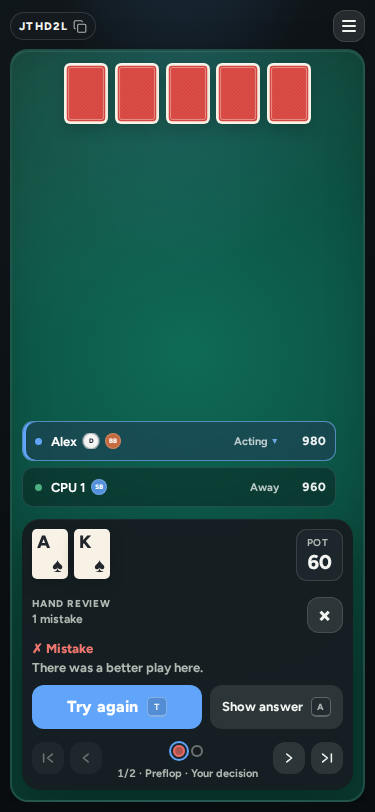 JTHD2L
Alex D BB Acting ▼ 980
CPU 1 SB Away 960
A K
♠ ♠
POT
60
HAND REVIEW
1 mistake
✗ Mistake
There was a better play here.
Try again T
Show answer A
1/2 · Preflop · Your decision